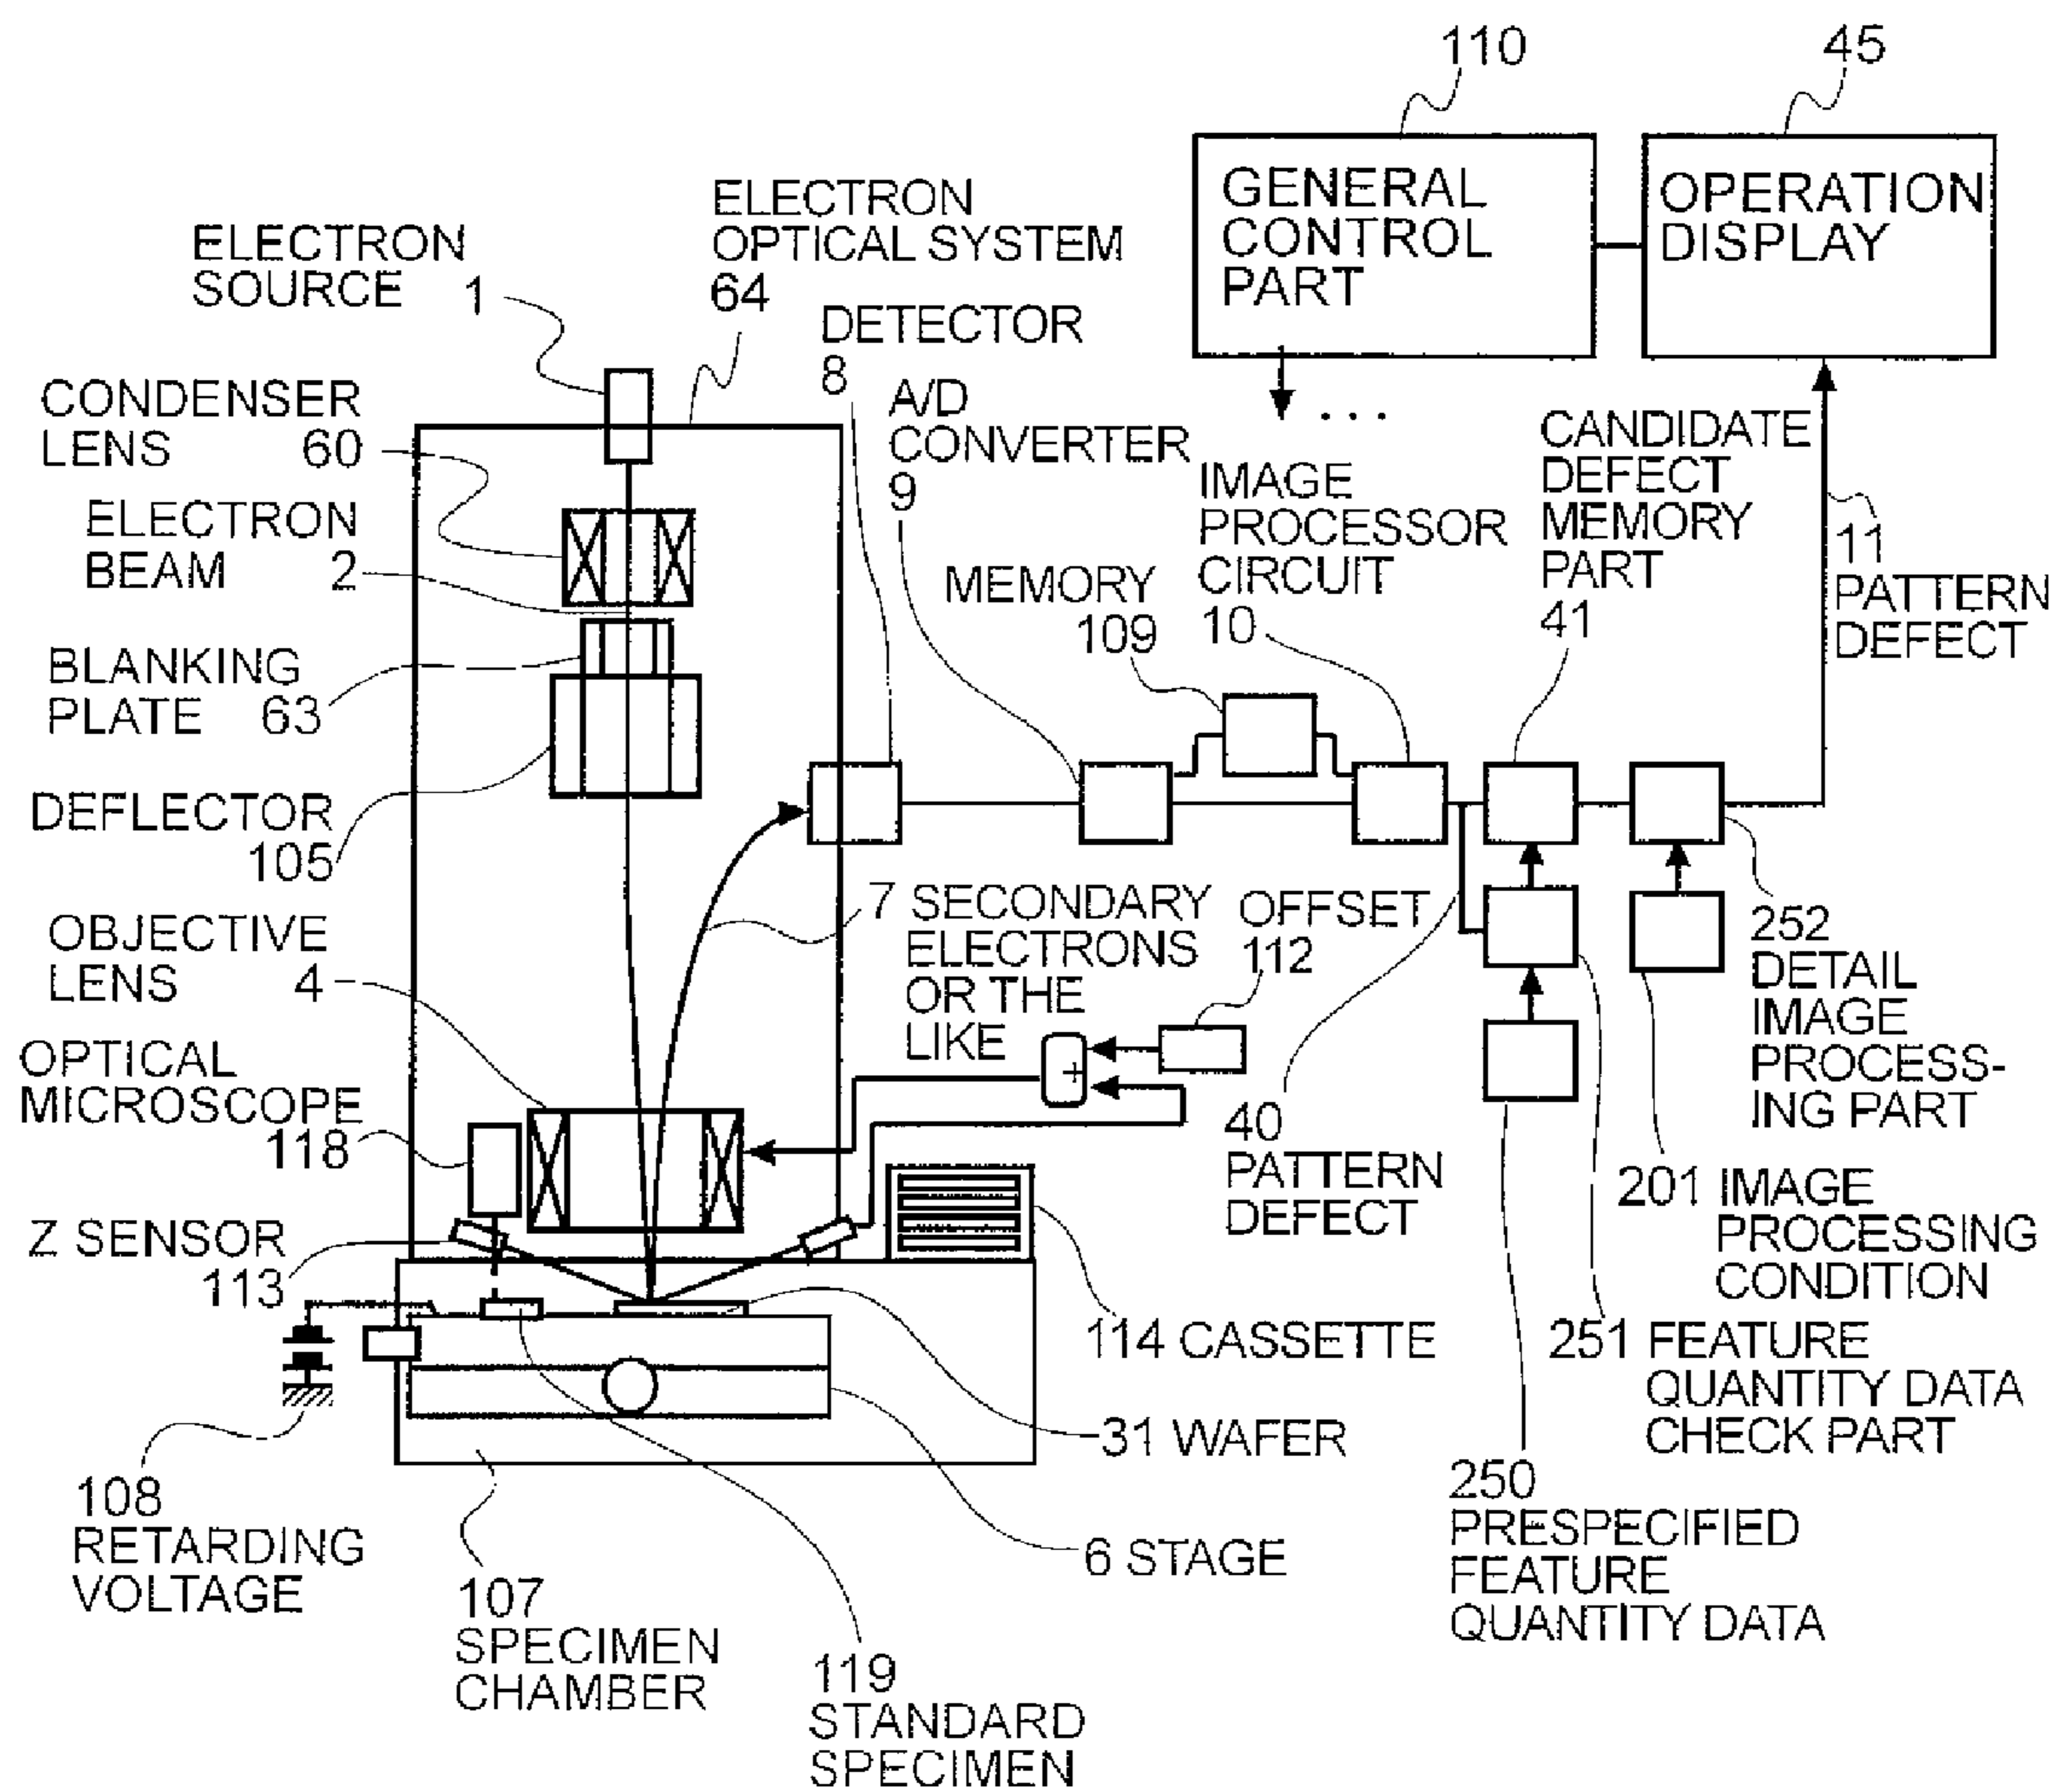 110
45
GENERAL
CONTROL
PART
OPERATION
DISPLAY
ELECTRON
OPTICAL SYSTEM
64
ELECTRON
SOURCE 1
DETECTOR
8
CONDENSER
LENS 60
A/D
CONVERTER
9
. . .
IMAGE
PROCESSOR
CIRCUIT
10
CANDIDATE
DEFECT
MEMORY
PART
41
11
PATTERN
DEFECT
ELECTRON
BEAM 2
MEMORY
109
BLANKING
PLATE 63
DEFLECTOR
105
7 SECONDARY
ELECTRONS
OR THE
LIKE
OFFSET
112
OBJECTIVE
LENS 4
252
DETAIL
IMAGE
PROCESS-
ING PART
OPTICAL
MICROSCOPE
118
+
40
PATTERN
DEFECT
201 IMAGE
PROCESSING
CONDITION
Z SENSOR
113
114 CASSETTE
251 FEATURE
QUANTITY DATA
CHECK PART
31 WAFER
108
RETARDING
VOLTAGE
250
PRESPECIFIED
FEATURE
QUANTITY DATA
6 STAGE
107
SPECIMEN
CHAMBER
119
STANDARD
SPECIMEN